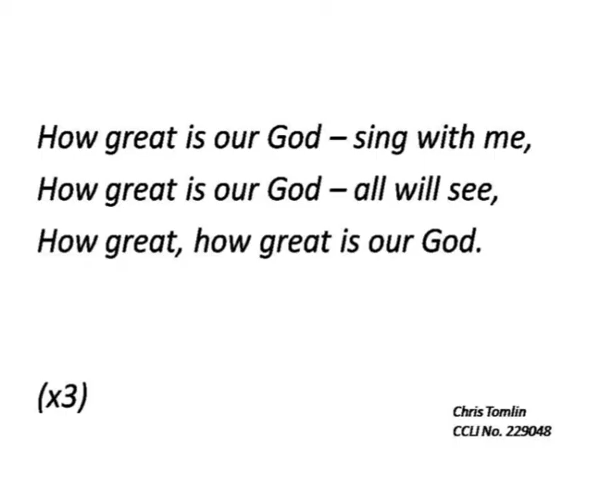 How great is our God – sing with me,
How great is our God – all will see,
How great, how great is our God.
(x3)
Chris Tomlin
CCLI No. 229048